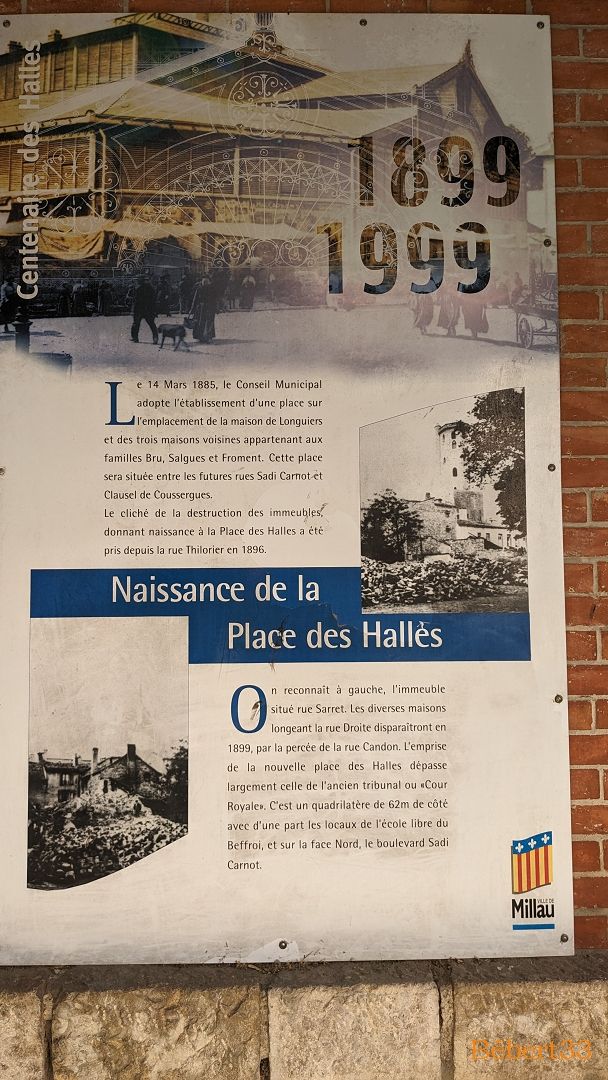 Centenaire des Halles
1899
1999
Le 14 Mars 1885, le Conseil Municipal
adopte l'établissement d'une place sur
l'emplacement de la maison de Longuiers
et des trois maisons voisines appartenant aux
familles Bru, Salgues et Froment. Cette place
sera située entre les futures rues Sadi Carnot et
Clausel de Coussergues.
Le cliché de la destruction des immeubles,
donnant naissance à la Place des Halles a été
pris depuis la rue Thilorier en 1896.
Naissance de la
Place des Halles
On reconnaît à gauche, l'immeuble
situé rue Sarret. Les diverses maisons
longeant la rue Droite disparaîtront en
1899, par la percée de la rue Candon. L'emprise
de la nouvelle place des Halles dépasse
largement celle de l'ancien tribunal ou «Cour
Royale». C'est un quadrilatère de 62m de côté
avec d'une part les locaux de l'école libre du
Beffroi, et sur la face Nord, le boulevard Sadi
Carnot.
VILLE DE
Millau
Bébert33